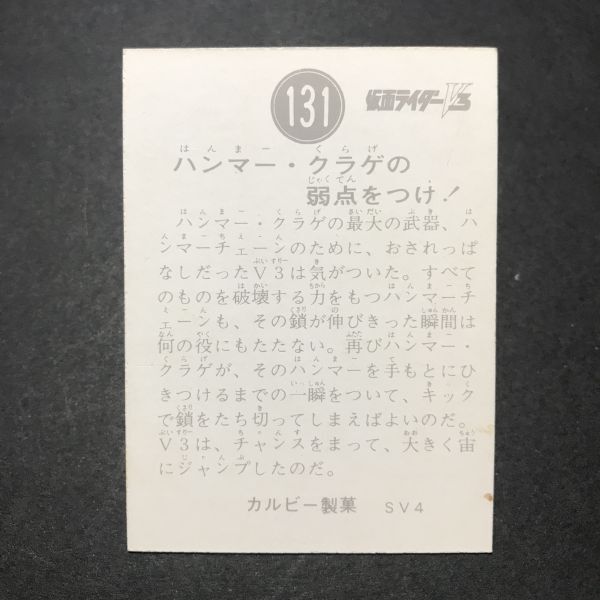 131
仮面ライダーV3
ハンマー・クラゲの
弱点をつけ!
ハンマー・クラゲの最大の武器、ハ
ンマーチェーンのために、おされっぱ
なしだったV3は気がついた。すべて
のものを破壊する力をもつハンマーチ
ェーンも、その鎖が伸びきった瞬間は
何の役にもたたない。再びハンマー・
クラゲが、そのハンマーを手もとにひ
きつけるまでの一瞬をついて、キック
で鎖をたち切ってしまえばよいのだ。
V3は、チャンスをまって、大きく宙
にジャンプしたのだ。
カルビー製菓 SV4